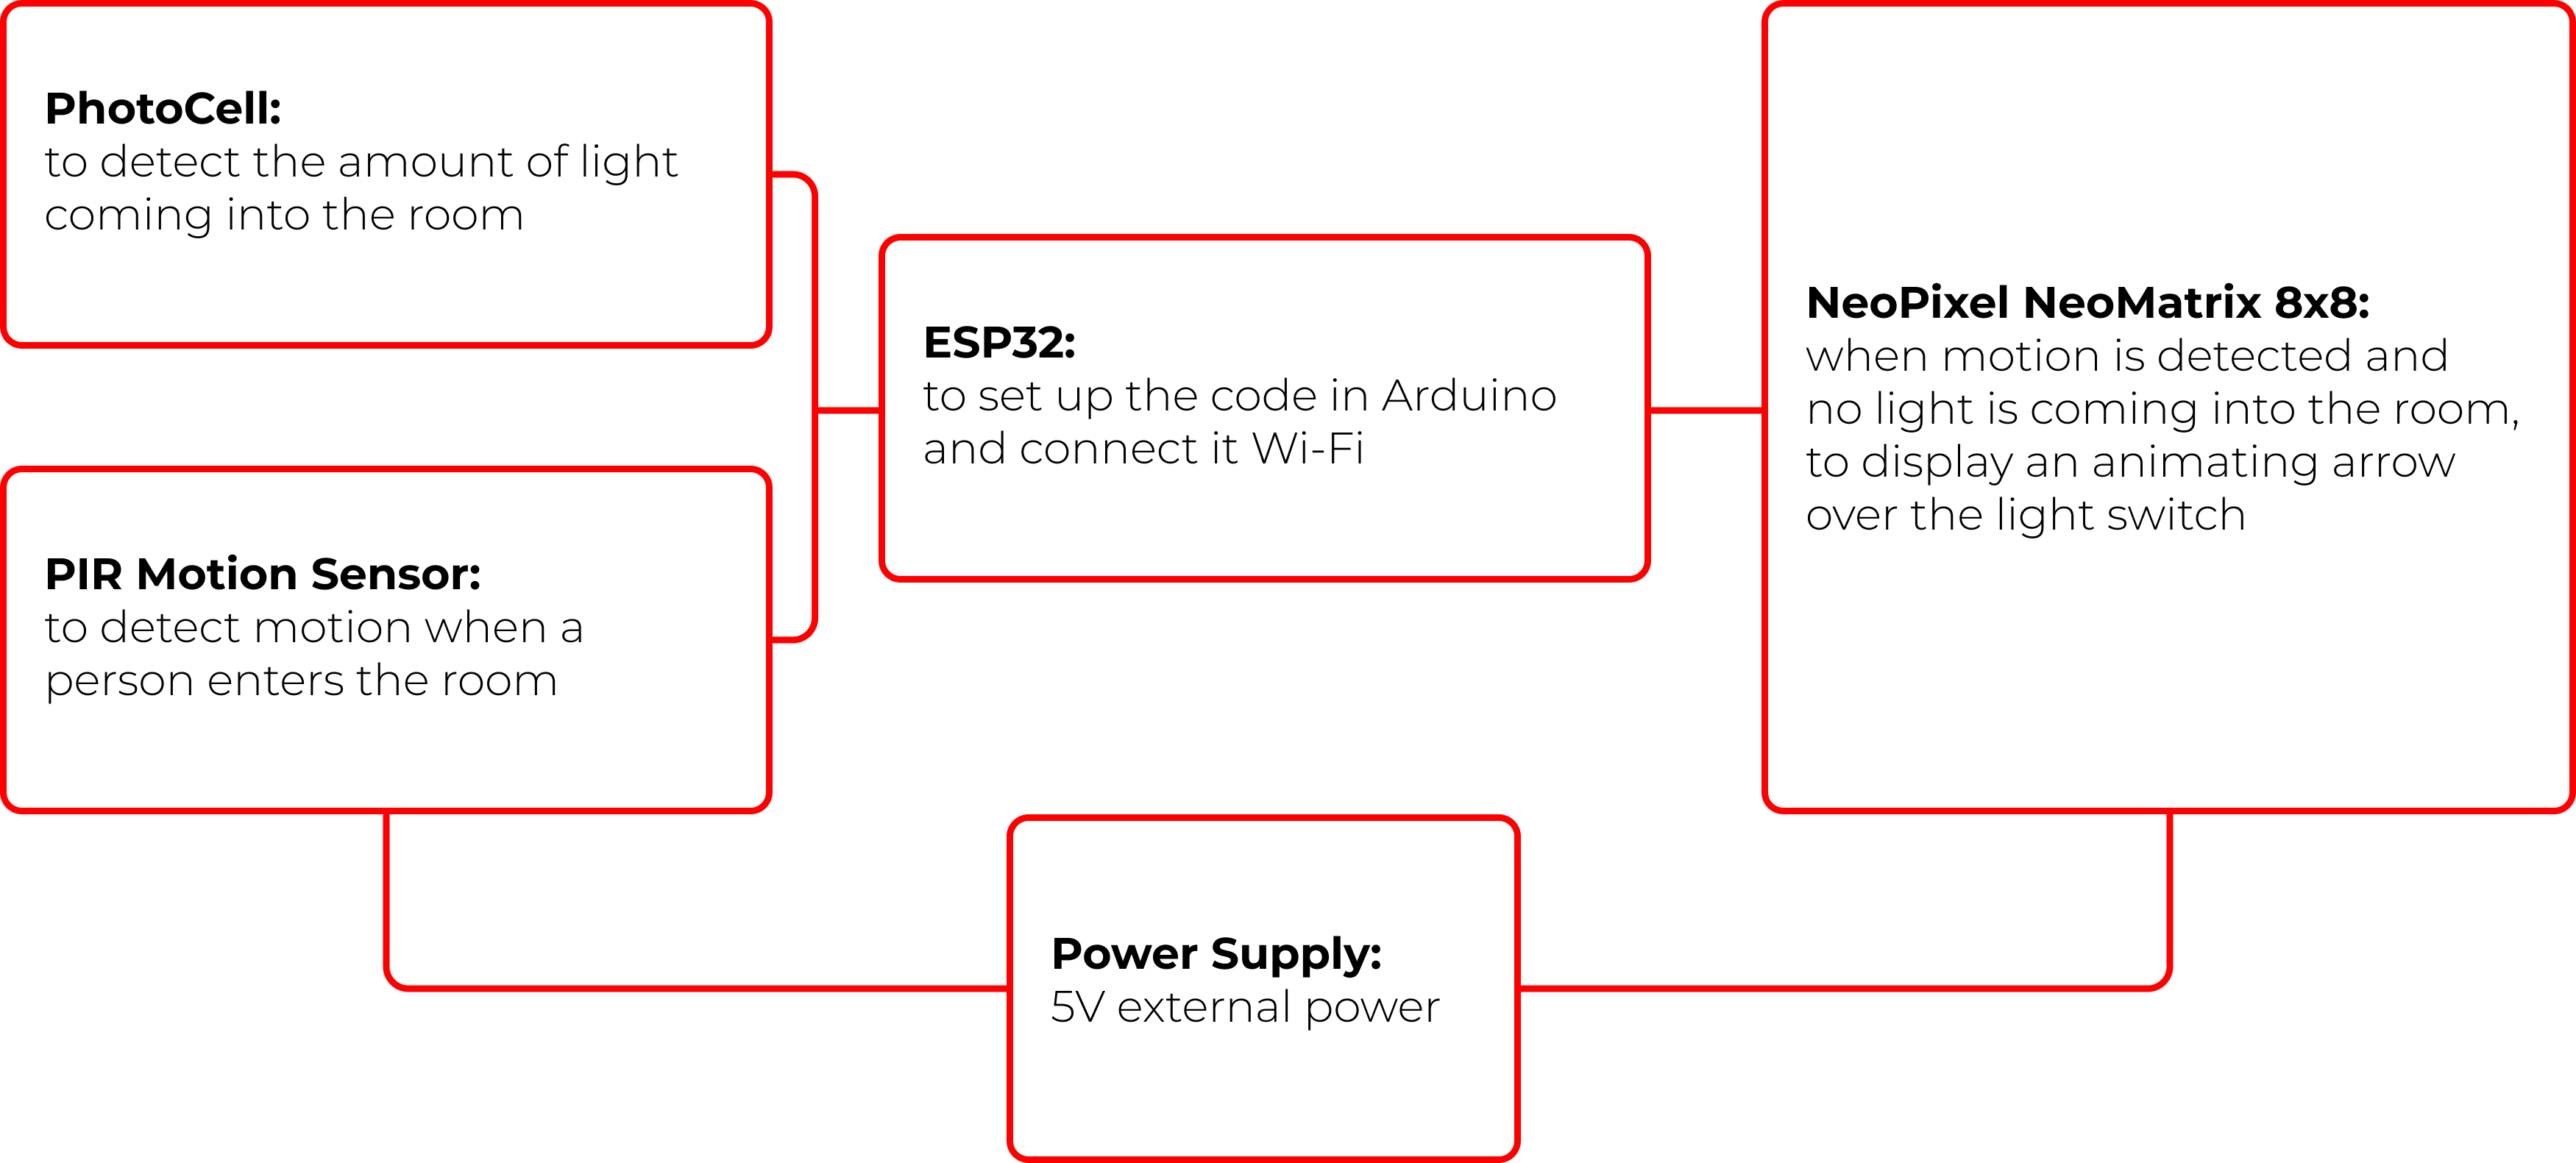 PhotoCell:
to detect the amount of light
coming into the room
PIR Motion Sensor:
to detect motion when a
person enters the room
ESP32:
to set up the code in Arduino
and connect it Wi-Fi
NeoPixel NeoMatrix 8x8:
when motion is detected and
no light is coming into the room,
to display an animating arrow
over the light switch
Power Supply:
5V external power